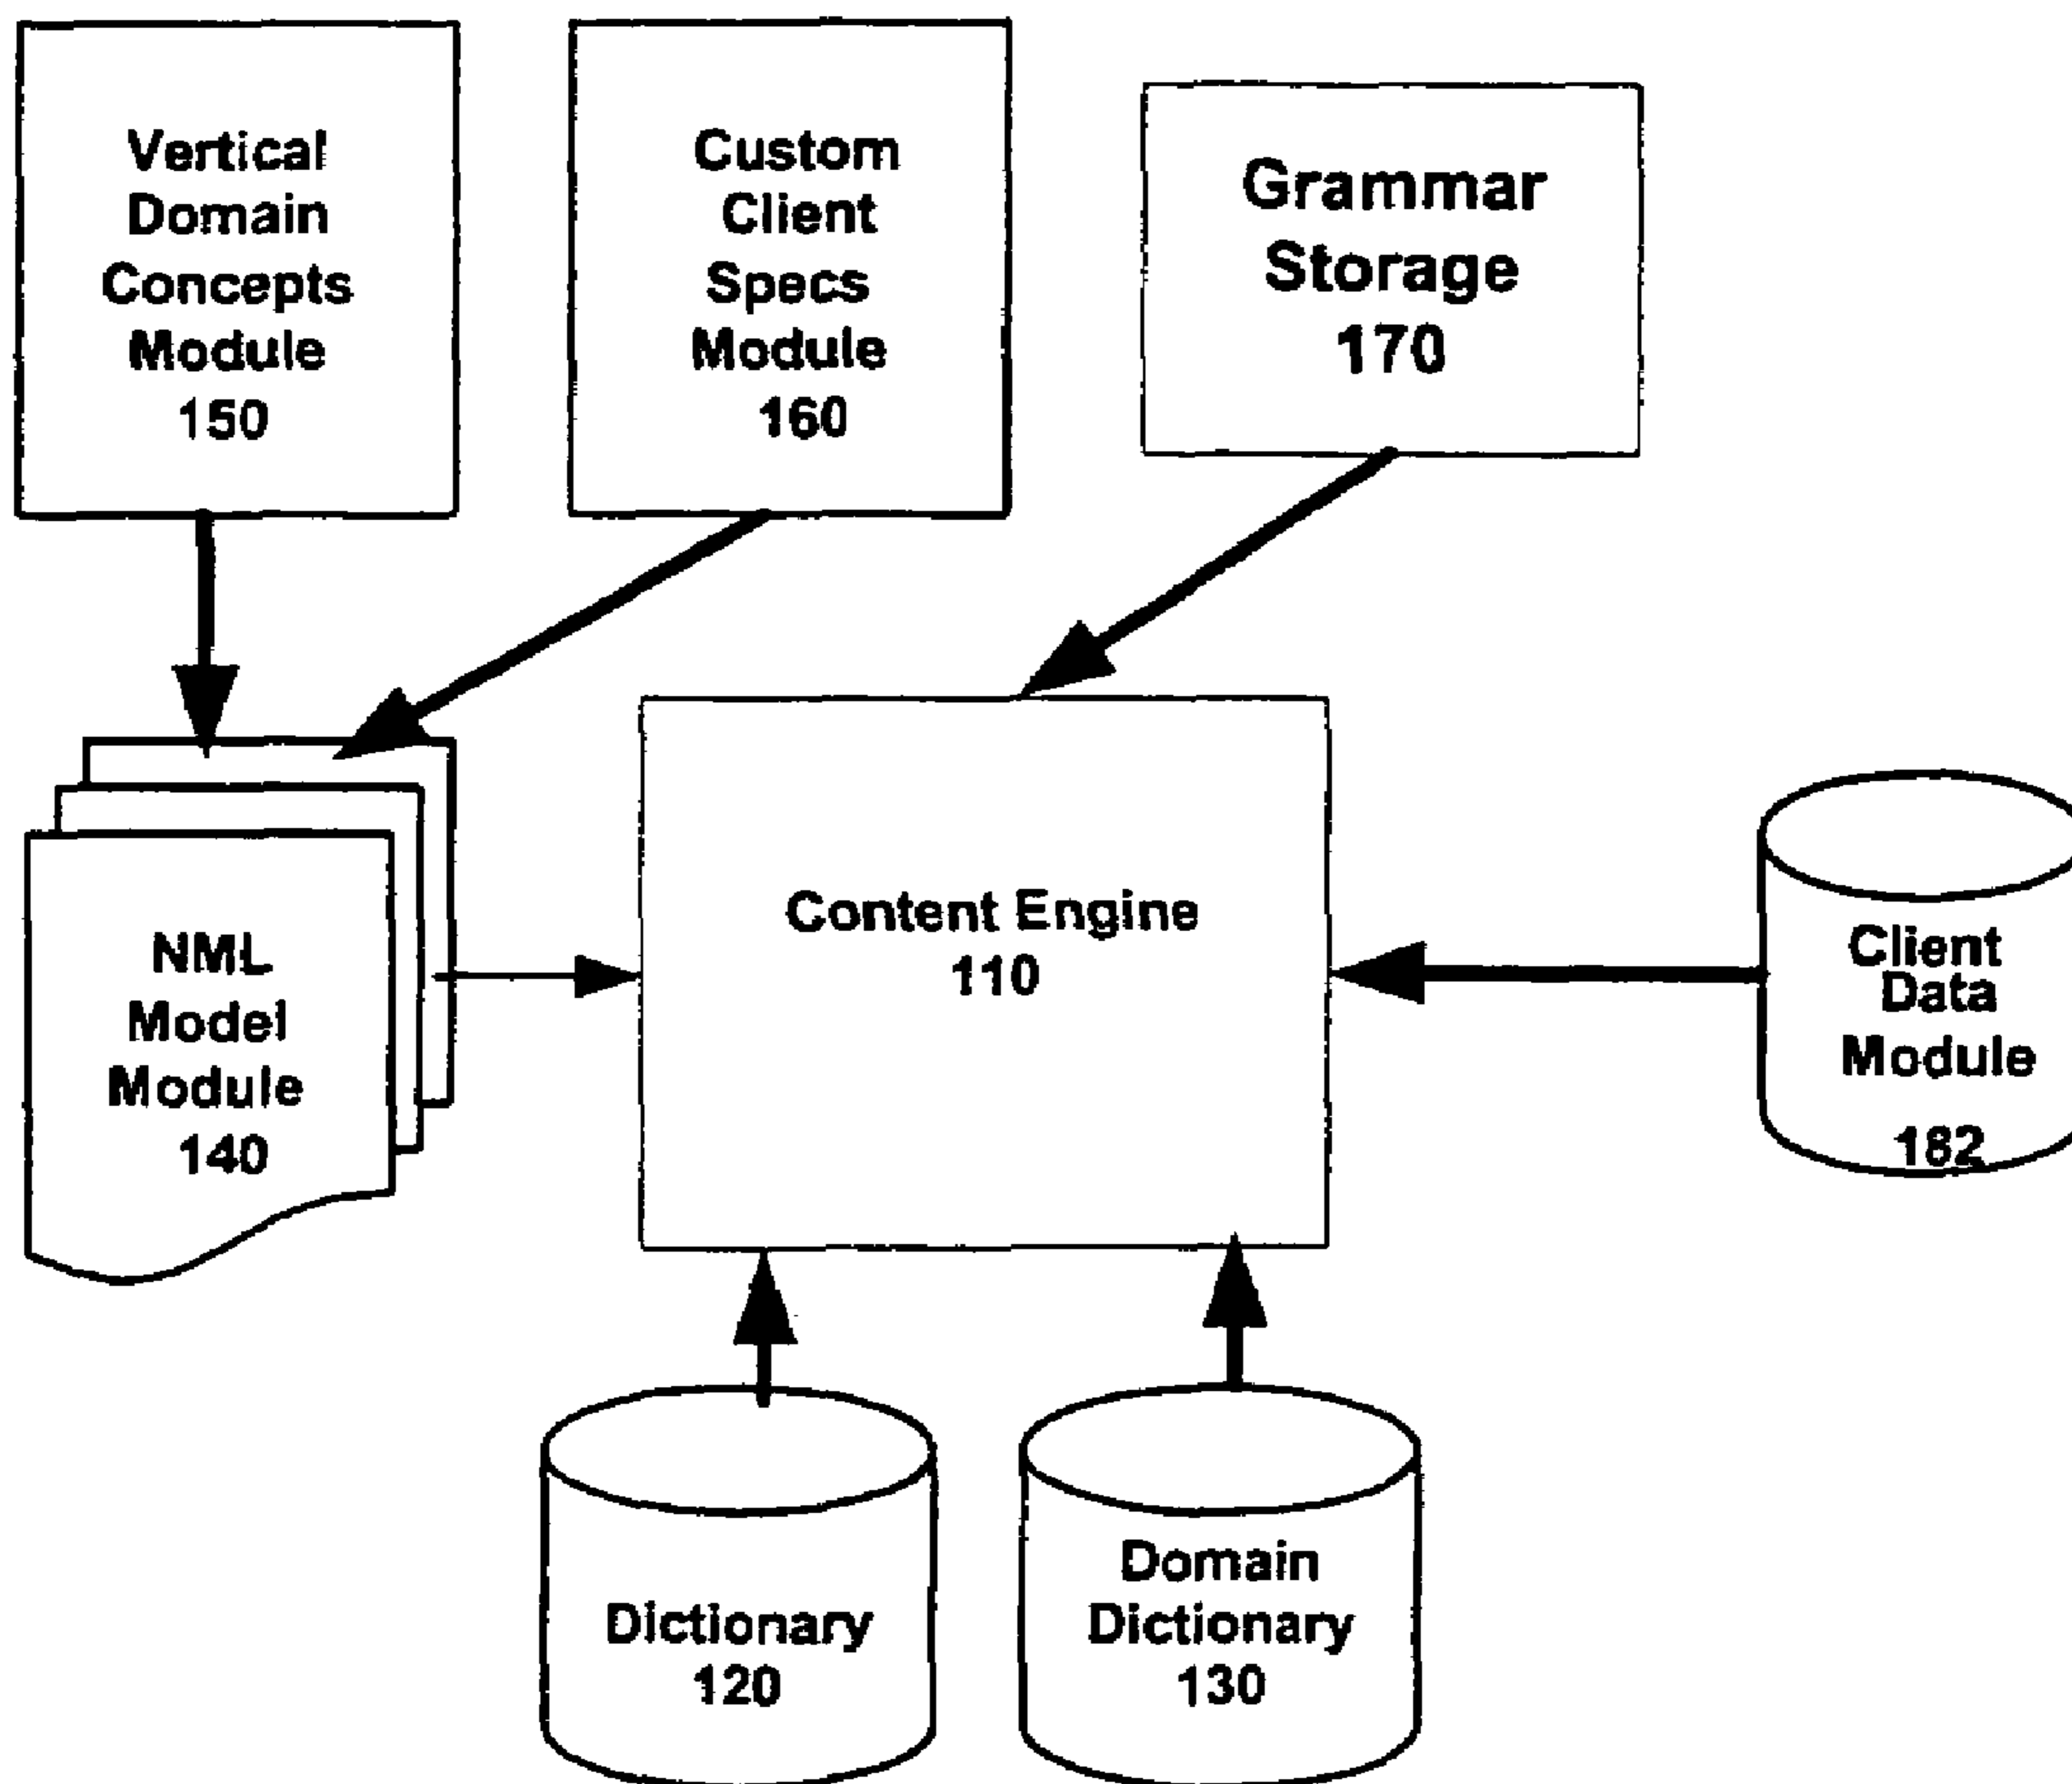 Vertical
Domain
Concepts
Module
150
Custom
Client
Specs
Module
160
Grammar
Storage
170
NML
Model
Module
140
Content Engine
110
Client
Data
Module
182
Dictionary
120
Domain
Dictionary
130